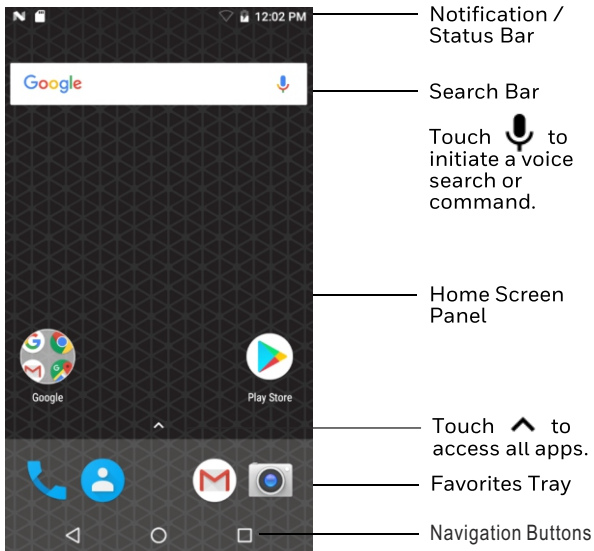 12:02 PM
Google
Google
Play Store
Notification /
Status Bar
Search Bar
Touch to
initiate a voice
search or
command.
Home Screen
Panel
Touch to
access all apps.
Favorites Tray
Navigation Buttons